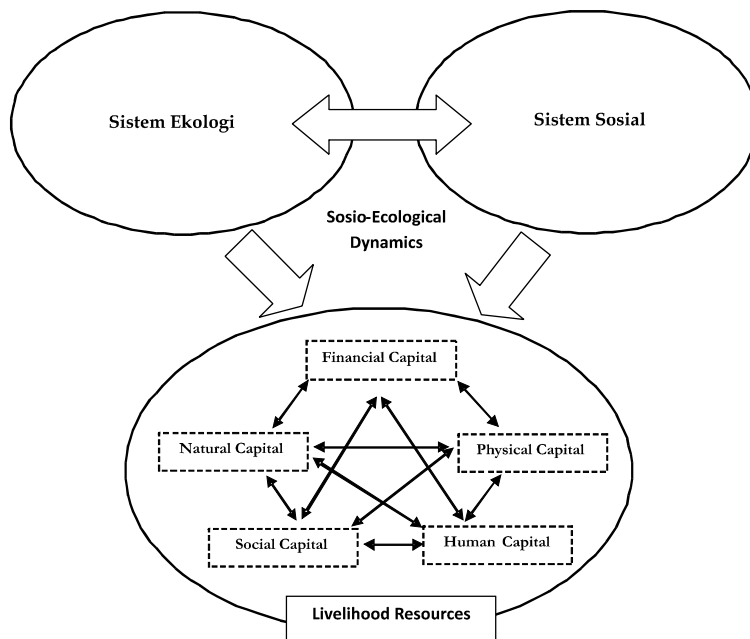 Sistem Ekologi
Sistem Sosial
Sosio-Ecological
Dynamics
Financial Capital
Natural Capital
Physical Capital
Social Capital
Human Capital
Livelihood Resources